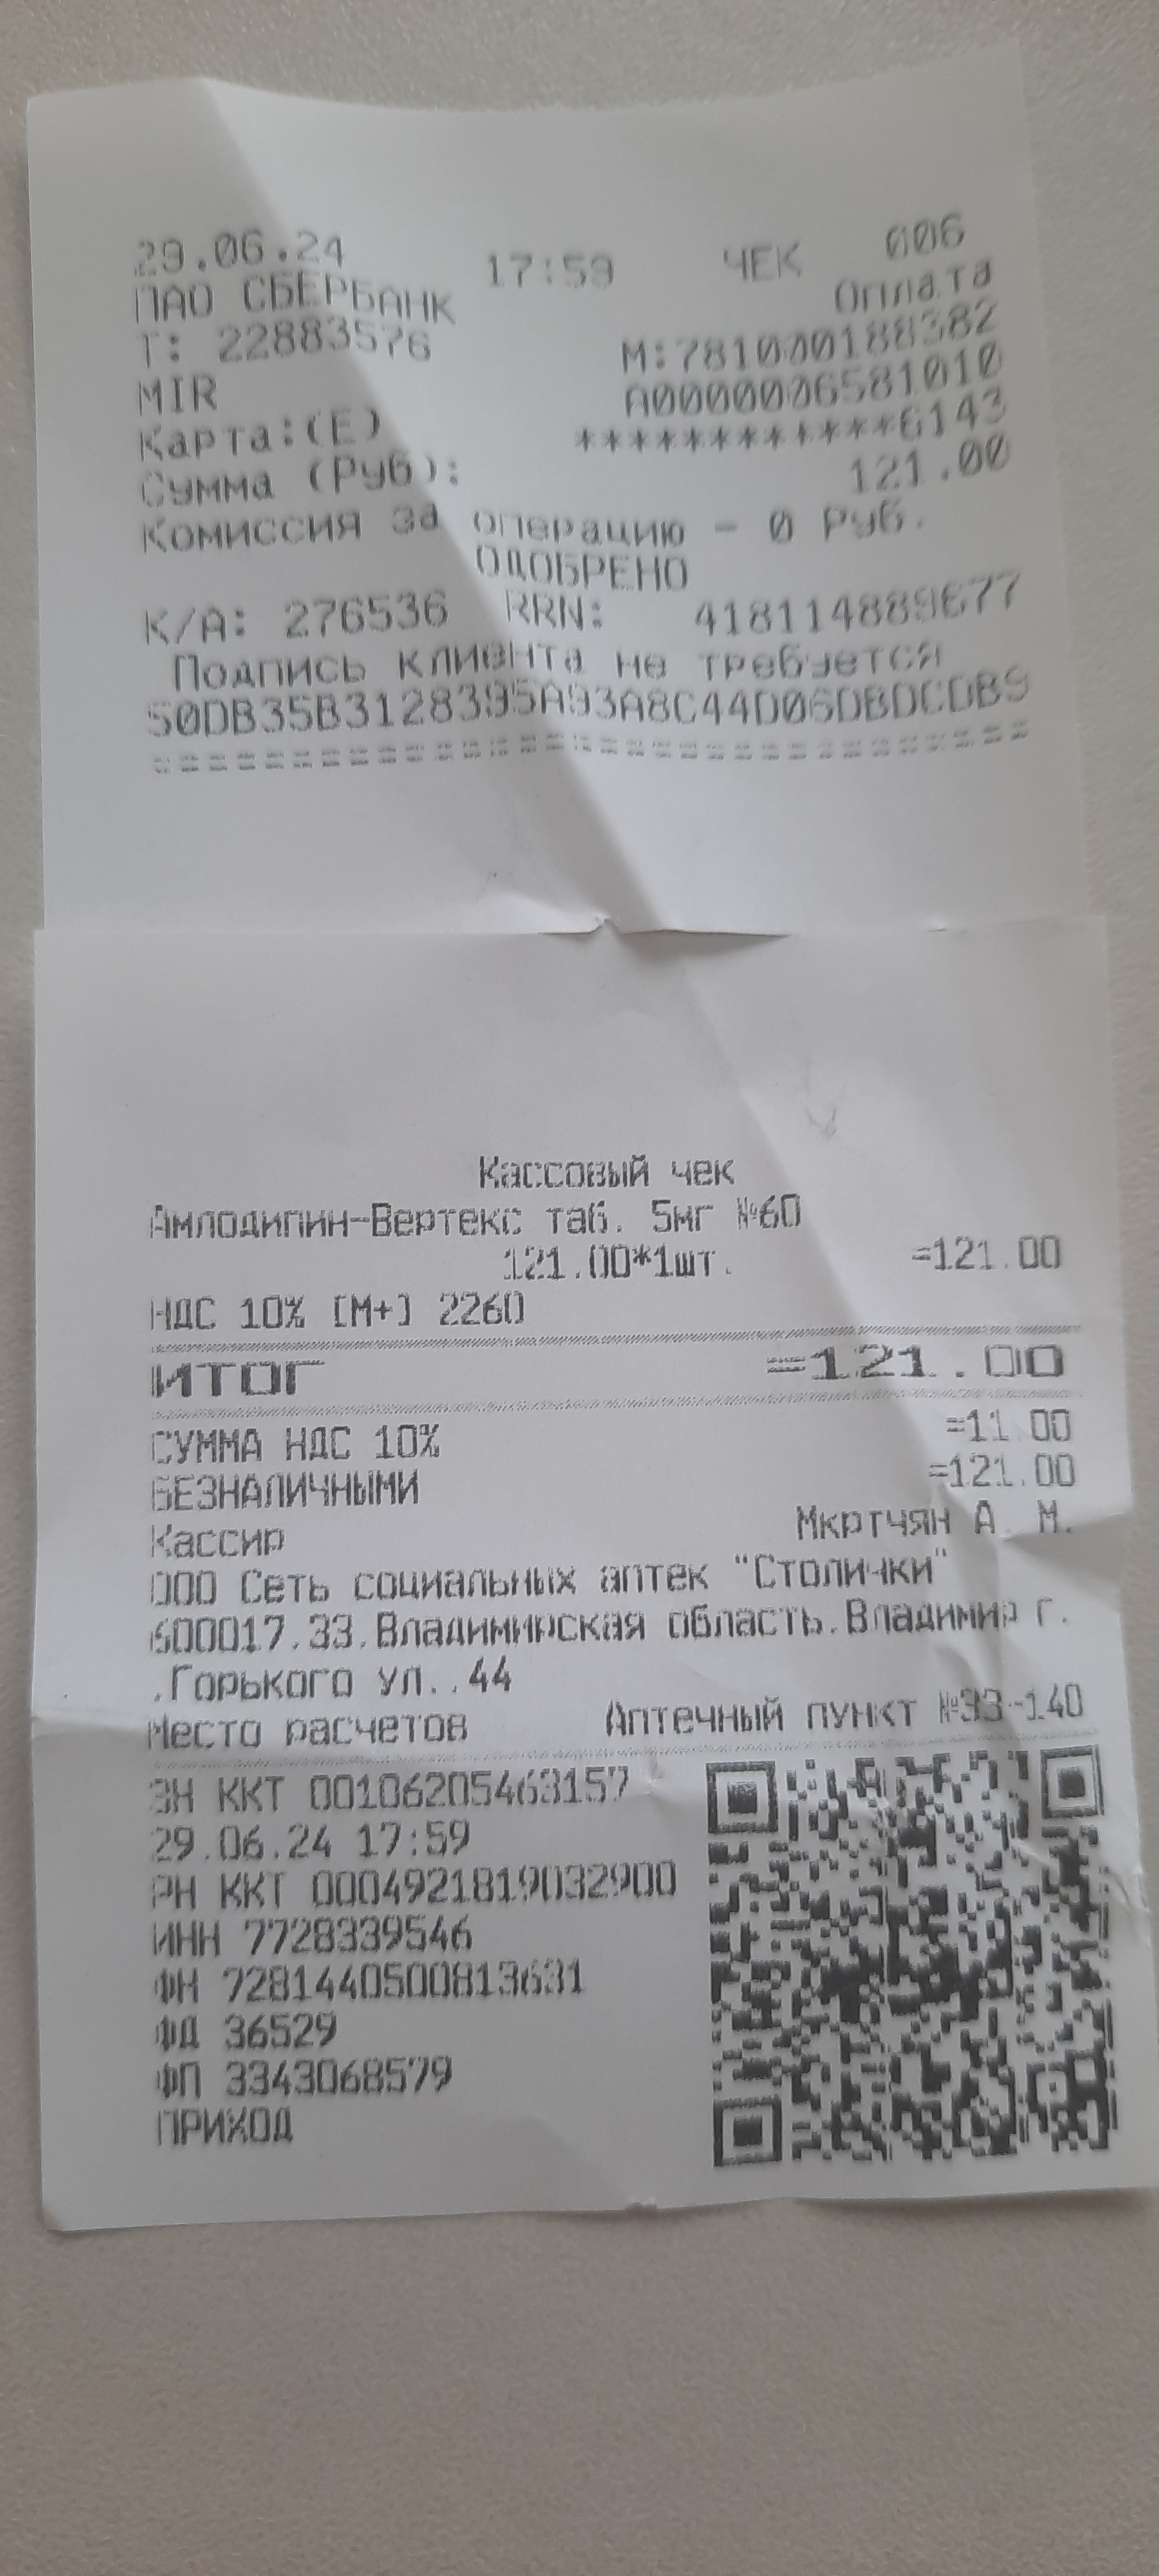 29.06.24 17:59 ЧЕК 006
ПАО СБЕРБАНК Оплата
Т: 22883576 М:781000188382
MIR A0000006581010
Карта:(E) ************6143
Сумма (Руб): 121.00
Комиссия за операцию - 0 Руб.
ОДОБРЕНО
К/А: 276536 RRN: 418114889677
Подпись клиента не требуется
50DB35B3128395A93A8C44D06DBDCDB9
================================
Кассовый чек
Амлодипин-Вертекс таб. 5мг №60
121.00*1шт. =121.00
НДС 10% [М+] 2260
ИТОГ =121.00
СУММА НДС 10% =11.00
БЕЗНАЛИЧНЫМИ =121.00
Кассир Мкртчян А. М.
ООО Сеть социальных аптек "Столички"
600017,33,Владимирская область,Владимир г.
,Горького ул.,44
Место расчетов Аптечный пункт №33-140
ЗН ККТ 00106205463157
29.06.24 17:59
РН ККТ 0004921819032900
ИНН 7728339546
ФН 7281440500813631
ФД 36529
ФП 3343068579
ПРИХОД